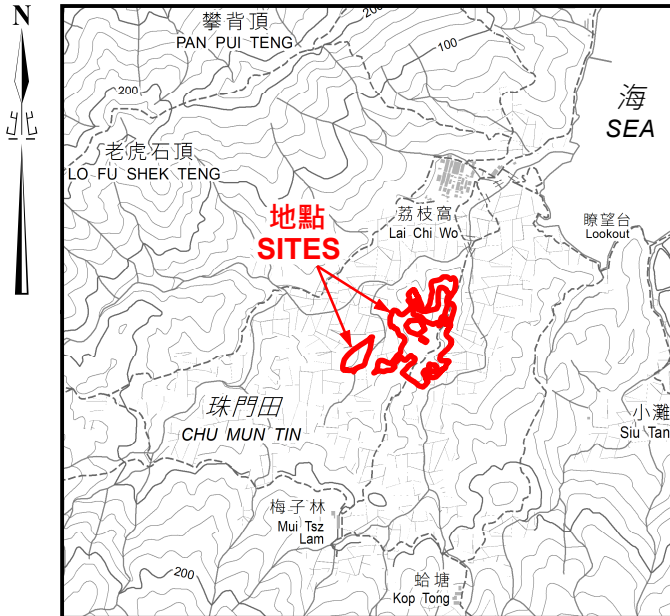 N
北
攀背頂
PAN PUI TENG
200
100
200
海
SEA
老虎石頂
LO FU SHEK TENG
荔枝窩
Lai Chi Wo
地點
SITES
瞭望台
Lookout
珠門田
CHU MUN TIN
小灘
Siu Tan
梅子林
Mui Tsz
Lam
200
蛤塘
Kop Tong